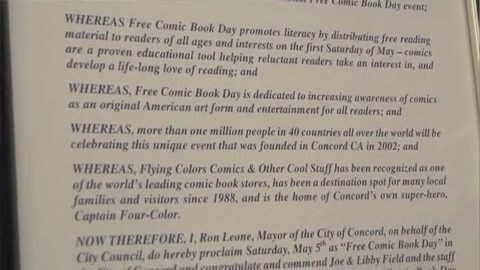 Free Comic Book Day event;
WHEREAS Free Comic Book Day promotes literacy by distributing free reading
material to readers of all ages and interests on the first Saturday of May – comics
are a proven educational tool helping reluctant readers take an interest in, and
develop a life-long love of reading; and
WHEREAS, Free Comic Book Day is dedicated to increasing awareness of comics
as an original American art form and entertainment for all readers; and
WHEREAS, more than one million people in 40 countries all over the world will be
celebrating this unique event that was founded in Concord CA in 2002; and
WHEREAS, Flying Colors Comics & Other Cool Stuff has been recognized as one
of the world's leading comic book stores, has been a destination spot for many local
families and visitors since 1988, and is the home of Concord's own super-hero,
Captain Four-Color.
NOW THEREFORE, I, Ron Leone, Mayor of the City of Concord, on behalf of the
City Council, do hereby proclaim Saturday, May 5th as "Free Comic Book Day" in
of Concord and congratulate and commend Joe & Libby Field and the staff